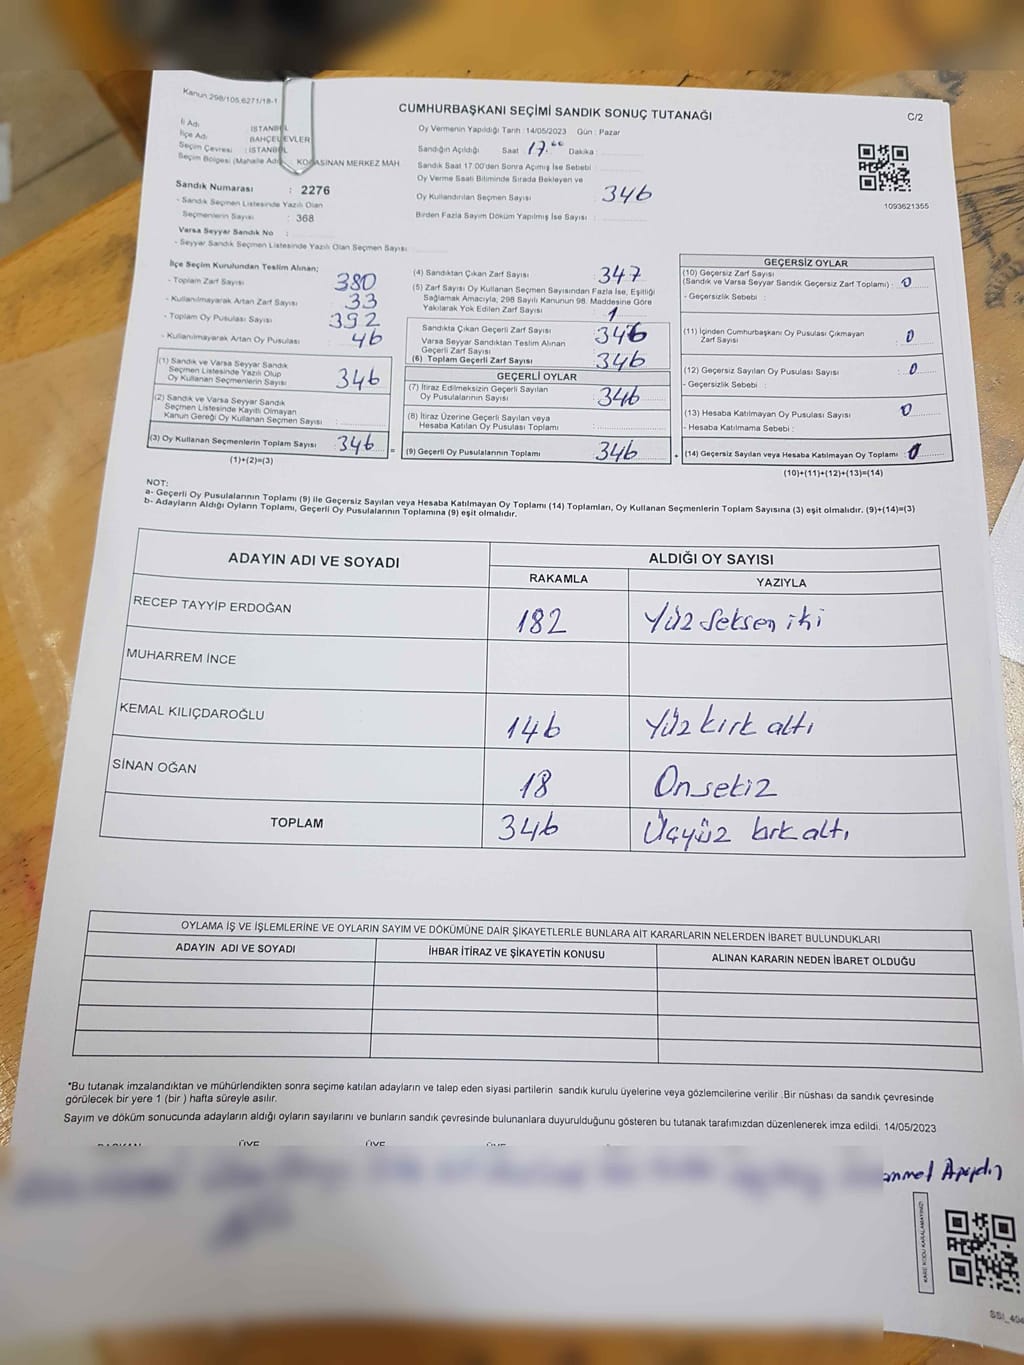 Kanun:298/105,6271/18-1
CUMHURBAŞKANI SEÇİMİ SANDIK SONUÇ TUTANAĞI
C/2
İl Adı : İSTANBUL
İlçe Adı : BAHÇELİEVLER
Seçim Çevresi : İSTANBUL
Seçim Bölgesi (Mahalle Adı) KOCASİNAN MERKEZ MAH.
Oy Vermenin Yapıldığı Tarih :14/05/2023 Gün : Pazar
Sandığın Açıldığı Saat : 17.00 Dakika :
Sandık Saat 17.00'den Sonra Açımış İse Sebebi :
Oy Verme Saati Bitiminde Sırada Bekleyen ve
Oy Kullandırılan Seçmen Sayısı 346
Birden Fazla Sayım Döküm Yapılmış İse Sayısı :
1093621355
Sandık Numarası : 2276
- Sandık Seçmen Listesinde Yazılı Olan
Seçmenlerin Sayısı : 368
Varsa Seyyar Sandık No :
- Seyyar Sandık Seçmen Listesinde Yazılı Olan Seçmen Sayısı :
İlçe Seçim Kurulundan Teslim Alınan;
- Toplam Zarf Sayısı 380
- Kullanılmayarak Artan Zarf Sayısı 33
- Toplam Oy Pusulası Sayısı 392
- Kullanılmayarak Artan Oy Pusulası 46
(1) Sandık ve Varsa Seyyar Sandık
Seçmen Listesinde Yazılı Olup
Oy Kullanan Seçmenlerin Sayısı 346
(2) Sandık ve Varsa Seyyar Sandık
Seçmen Listesinde Kayıtlı Olmayan
Kanun Gereği Oy Kullanan Seçmen Sayısı :
(3) Oy Kullanan Seçmenlerin Toplam Sayısı 346 =
(1)+(2)=(3)
(4) Sandıktan Çıkan Zarf Sayısı : 347
(5) Zarf Sayısı Oy Kullanan Seçmen Sayısından Fazla İse, Eşitliği
Sağlamak Amacıyla, 298 Sayılı Kanunun 98. Maddesine Göre
Yakılarak Yok Edilen Zarf Sayısı : 1
Sandıkta Çıkan Geçerli Zarf Sayısı 346
Varsa Seyyar Sandıktan Teslim Alınan
Geçerli Zarf Sayısı
(6) Toplam Geçerli Zarf Sayısı 346
GEÇERLİ OYLAR
(7) İtiraz Edilmeksizin Geçerli Sayılan
Oy Pusulalarının Sayısı 346
(8) İtiraz Üzerine Geçerli Sayılan veya
Hesaba Katılan Oy Pusulası Toplamı :
(9) Geçerli Oy Pusulalarının Toplamı 346 +
GEÇERSİZ OYLAR
(10) Geçersiz Zarf Sayısı
(Sandık ve Varsa Seyyar Sandık Geçersiz Zarf Toplamı) : 0
- Geçersizlik Sebebi :
(11) İçinden Cumhurbaşkanı Oy Pusulası Çıkmayan
Zarf Sayısı 0
(12) Geçersiz Sayılan Oy Pusulası Sayısı : 0
- Geçersizlik Sebebi :
(13) Hesaba Katılmayan Oy Pusulası Sayısı : 0
- Hesaba Katılmama Sebebi :
(14) Geçersiz Sayılan veya Hesaba Katılmayan Oy Toplamı : 0
(10)+(11)+(12)+(13)=(14)
NOT:
a- Geçerli Oy Pusulalarının Toplamı (9) ile Geçersiz Sayılan veya Hesaba Katılmayan Oy Toplamı (14) Toplamları, Oy Kullanan Seçmenlerin Toplam Sayısına (3) eşit olmalıdır. (9)+(14)=(3)
b- Adayların Aldığı Oyların Toplamı, Geçerli Oy Pusulalarının Toplamına (9) eşit olmalıdır.
ADAYIN ADI VE SOYADI ALDIĞI OY SAYISI
RAKAMLA YAZIYLA
RECEP TAYYİP ERDOĞAN 182 Yüz seksen iki
MUHARREM İNCE
KEMAL KILIÇDAROĞLU 146 Yüz kırk altı
SİNAN OĞAN 18 Onsekiz
TOPLAM 346 Üçyüz kırk altı
OYLAMA İŞ VE İŞLEMLERİNE VE OYLARIN SAYIM VE DÖKÜMÜNE DAİR ŞİKAYETLERLE BUNLARA AİT KARARLARIN NELERDEN İBARET BULUNDUKLARI
ADAYIN ADI VE SOYADI İHBAR İTİRAZ VE ŞİKAYETİN KONUSU ALINAN KARARIN NEDEN İBARET OLDUĞU
*Bu tutanak imzalandıktan ve mühürlendikten sonra seçime katılan adayların ve talep eden siyasi partilerin sandık kurulu üyelerine veya gözlemcilerine verilir .Bir nüshası da sandık çevresinde
görülecek bir yere 1 (bir ) hafta süreyle asılır.
Sayım ve döküm sonucunda adayların aldığı oyların sayılarını ve bunların sandık çevresinde bulunanlara duyurulduğunu gösteren bu tutanak tarafımızdan düzenlenerek imza edildi. 14/05/2023
BAŞKAN ÜYE ÜYE ÜYE
KARE KODU KARALAMAYINIZ!